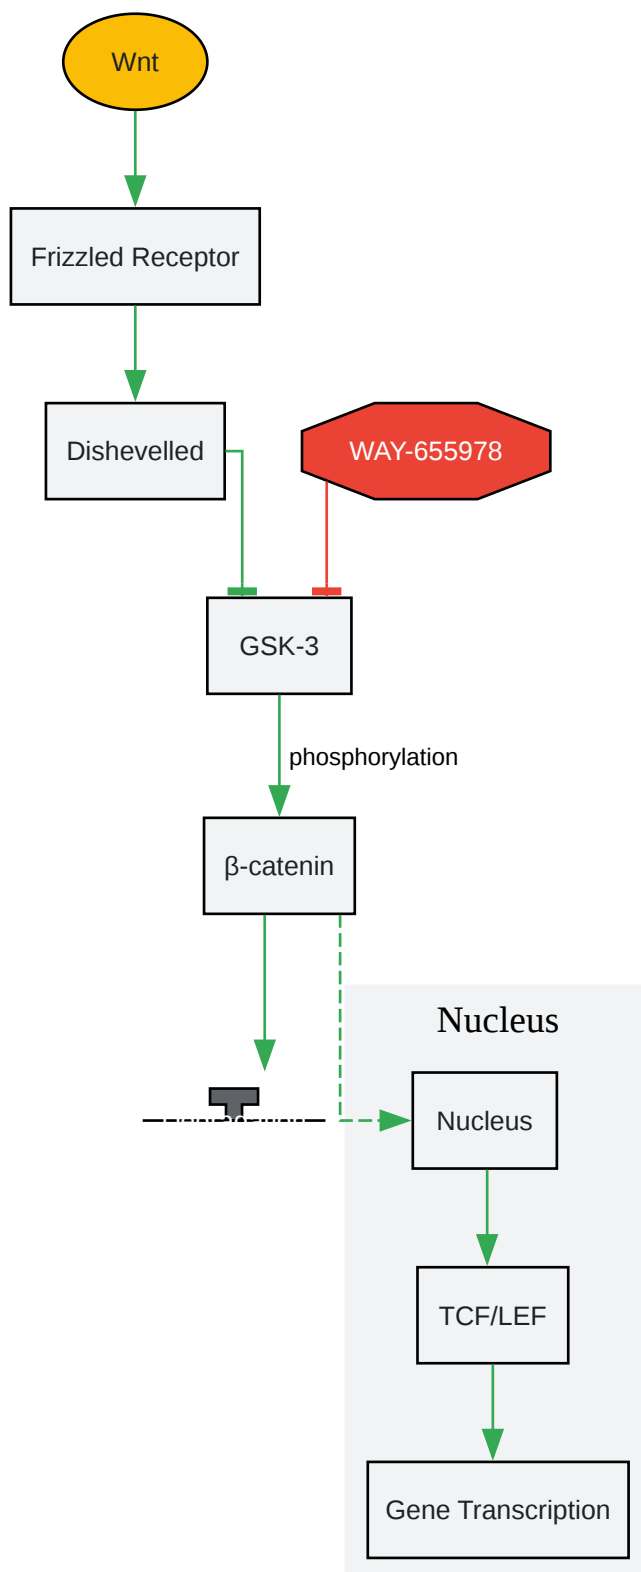 Wnt
Frizzled Receptor
Dishevelled
WAY-655978
GSK-3
phosphorylation
β-catenin
Nucleus
Nucleus
TCF/LEF
Gene Transcription